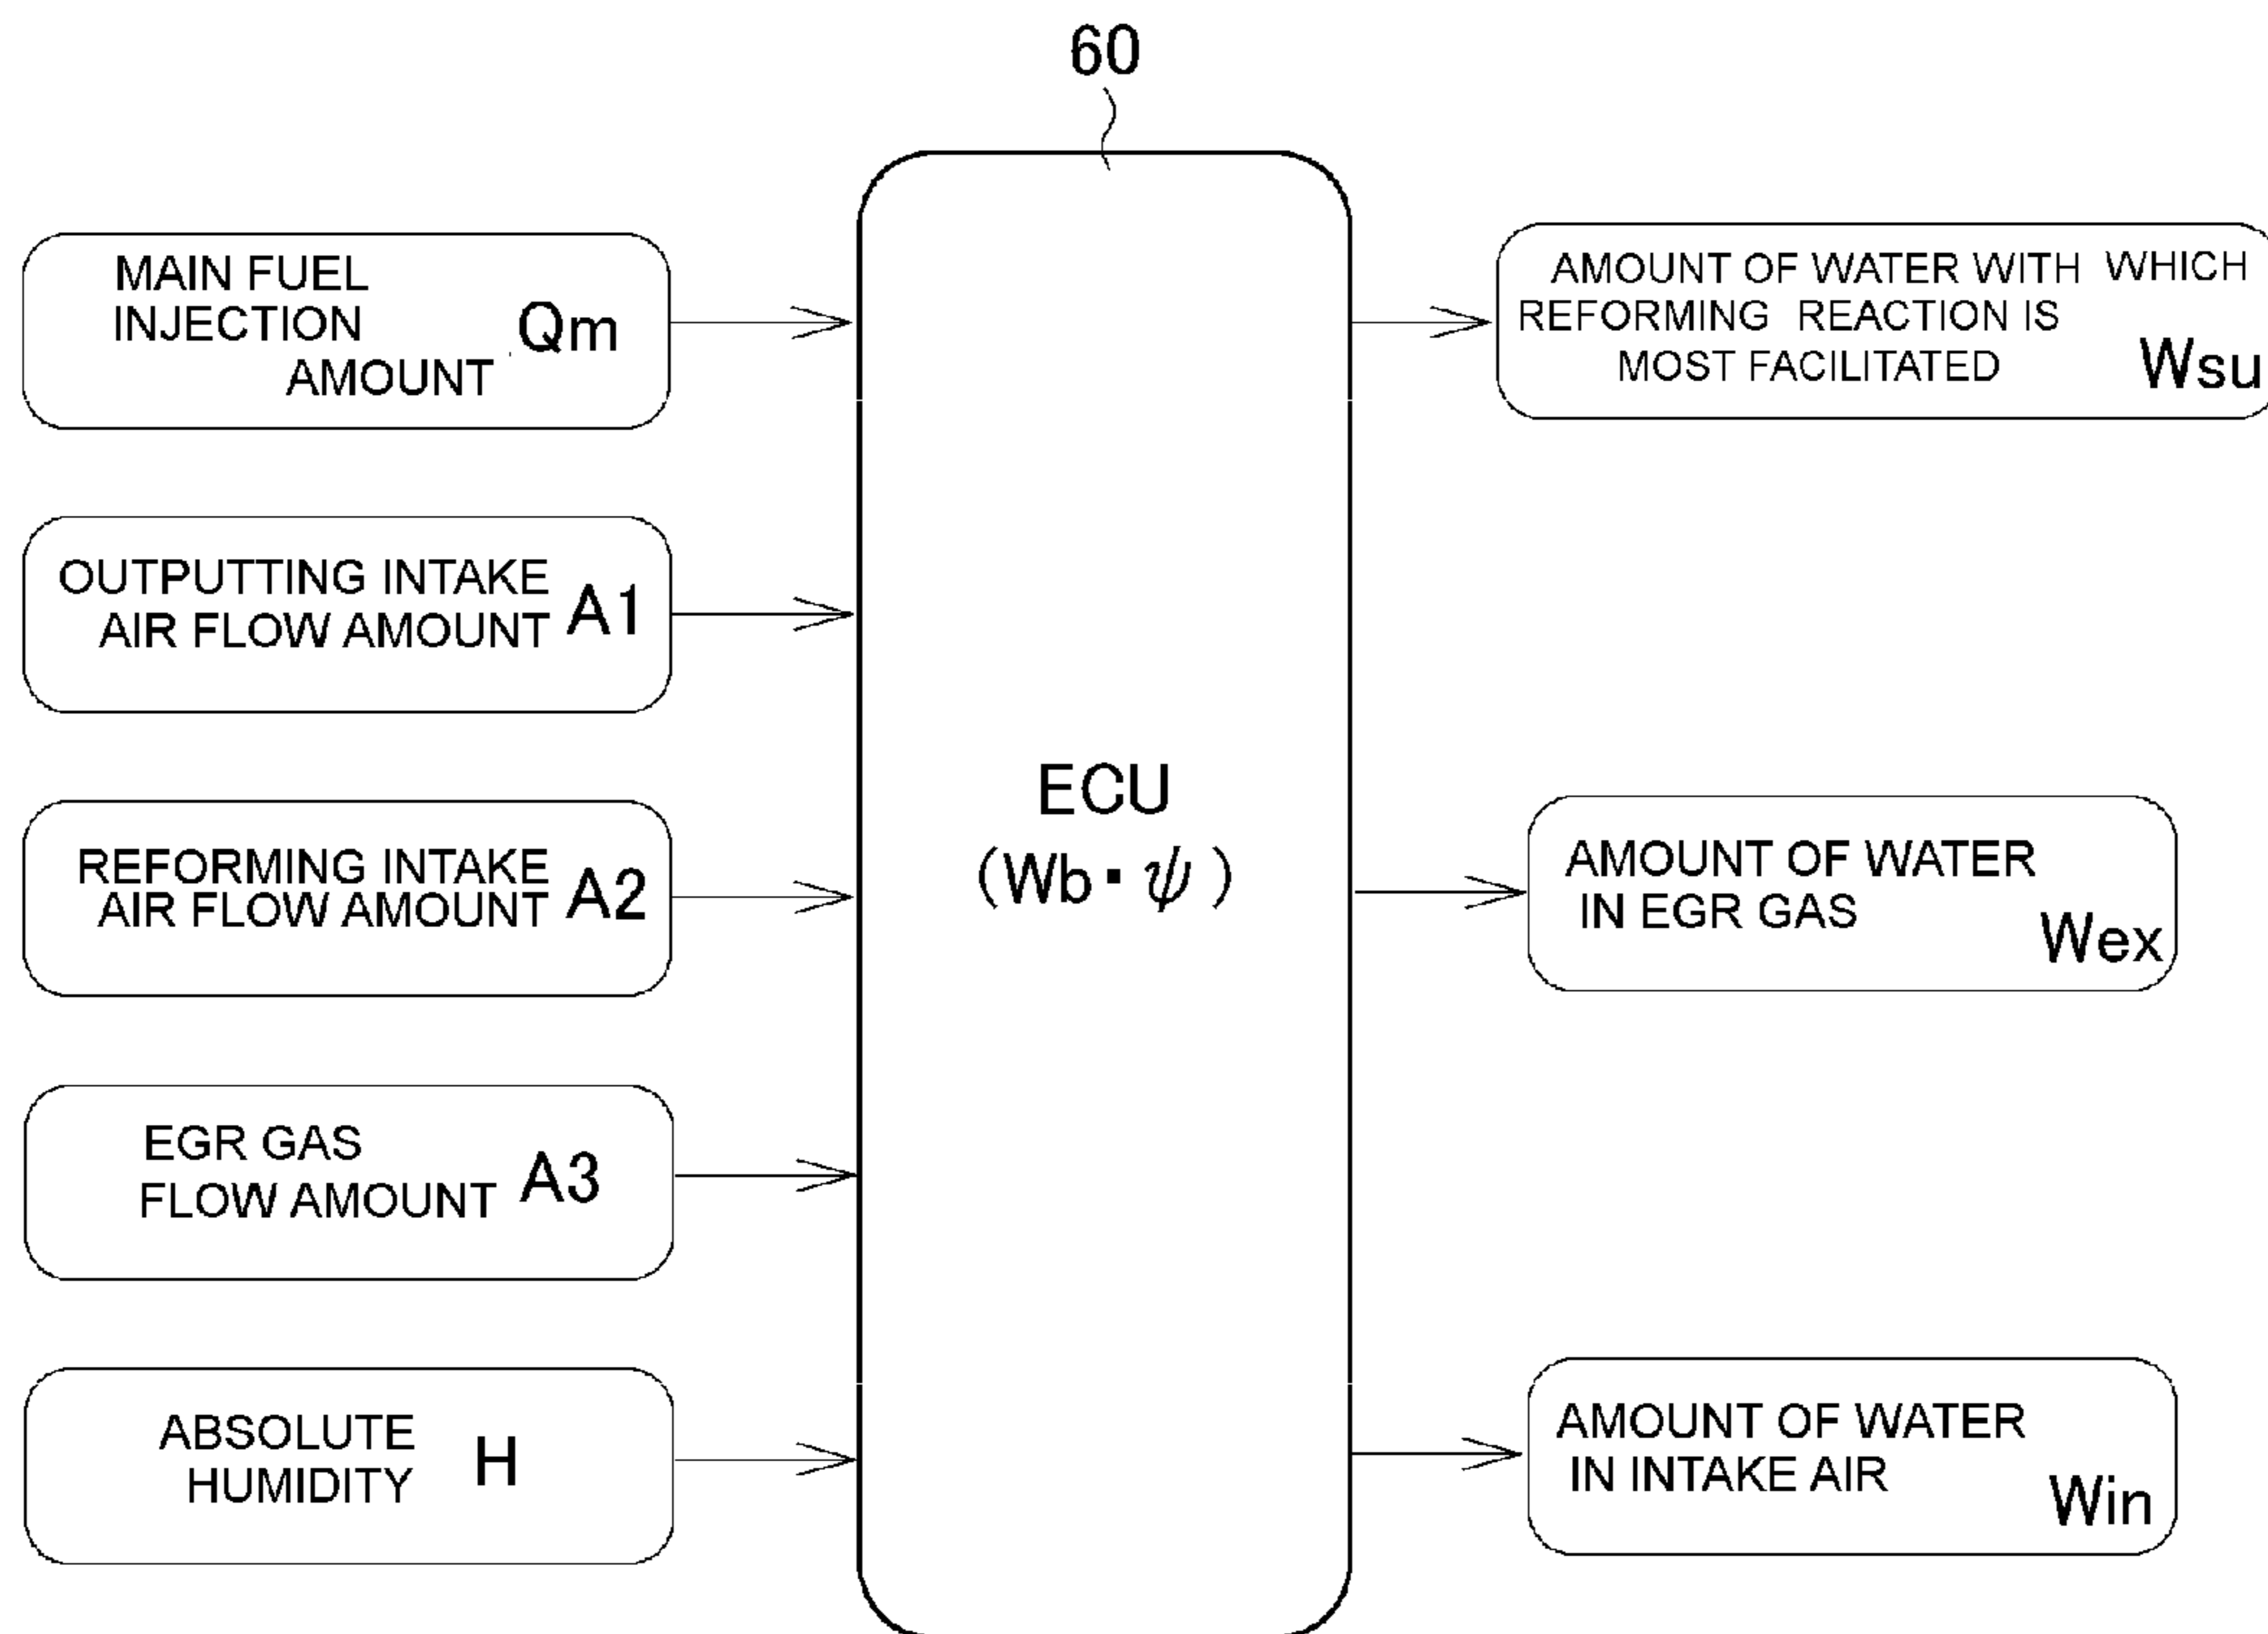 60
MAIN FUEL
INJECTION
AMOUNT Qm
OUTPUTTING INTAKE
AIR FLOW AMOUNT A1
REFORMING INTAKE
AIR FLOW AMOUNT A2
EGR GAS
FLOW AMOUNT A3
ABSOLUTE
HUMIDITY H
ECU
(Wb・ψ)
AMOUNT OF WATER WITH WHICH
REFORMING REACTION IS
MOST FACILITATED Wsu
AMOUNT OF WATER
IN EGR GAS
Wex
AMOUNT OF WATER
IN INTAKE AIR
Win